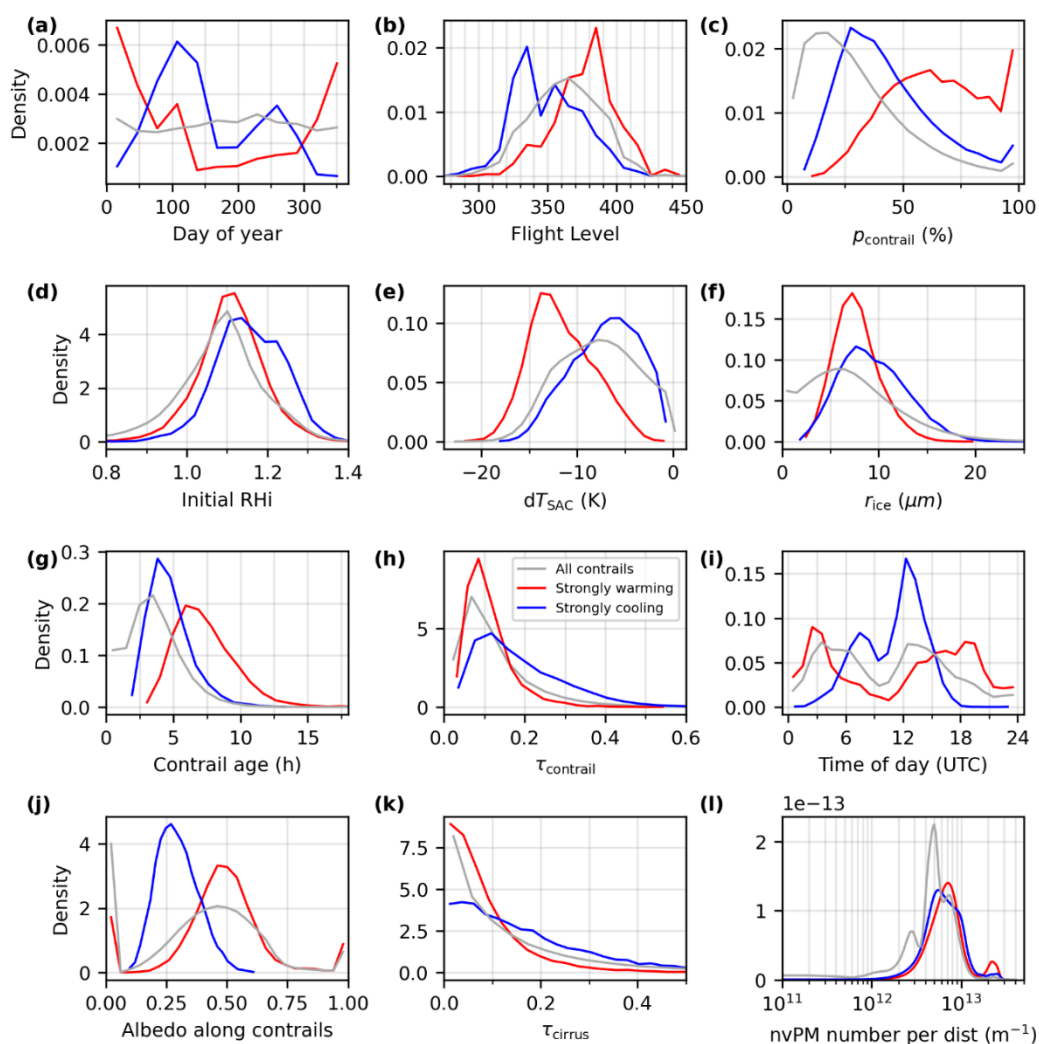 (a)
(b)
(c)
Density
0.006
0.004
0.002
0
100
200
300
Day of year
0.02
0.01
0.00
300
350
400
450
Flight Level
0.02
0.01
0.00
0
50
100
p_contrail (%)
(d)
(e)
(f)
Density
4
2
0
0.8
1.0
1.2
1.4
Initial RHi
0.10
0.05
0.00
−20
−10
0
dT_SAC (K)
0.15
0.10
0.05
0.00
0
10
20
r_ice (μm)
(g)
(h)
(i)
Density
0.3
0.2
0.1
0.0
0
5
10
15
Contrail age (h)
5
0
All contrails
Strongly warming
Strongly cooling
0.0
0.2
0.4
0.6
τ_contrail
0.15
0.10
0.05
0.00
0
6
12
18
24
Time of day (UTC)
(j)
(k)
(l)
Density
4
2
0
0.00
0.25
0.50
0.75
1.00
Albedo along contrails
7.5
5.0
2.5
0.0
0.0
0.2
0.4
τ_cirrus
1e−13
2
1
0
10¹¹
10¹²
10¹³
nvPM number per dist (m⁻¹)